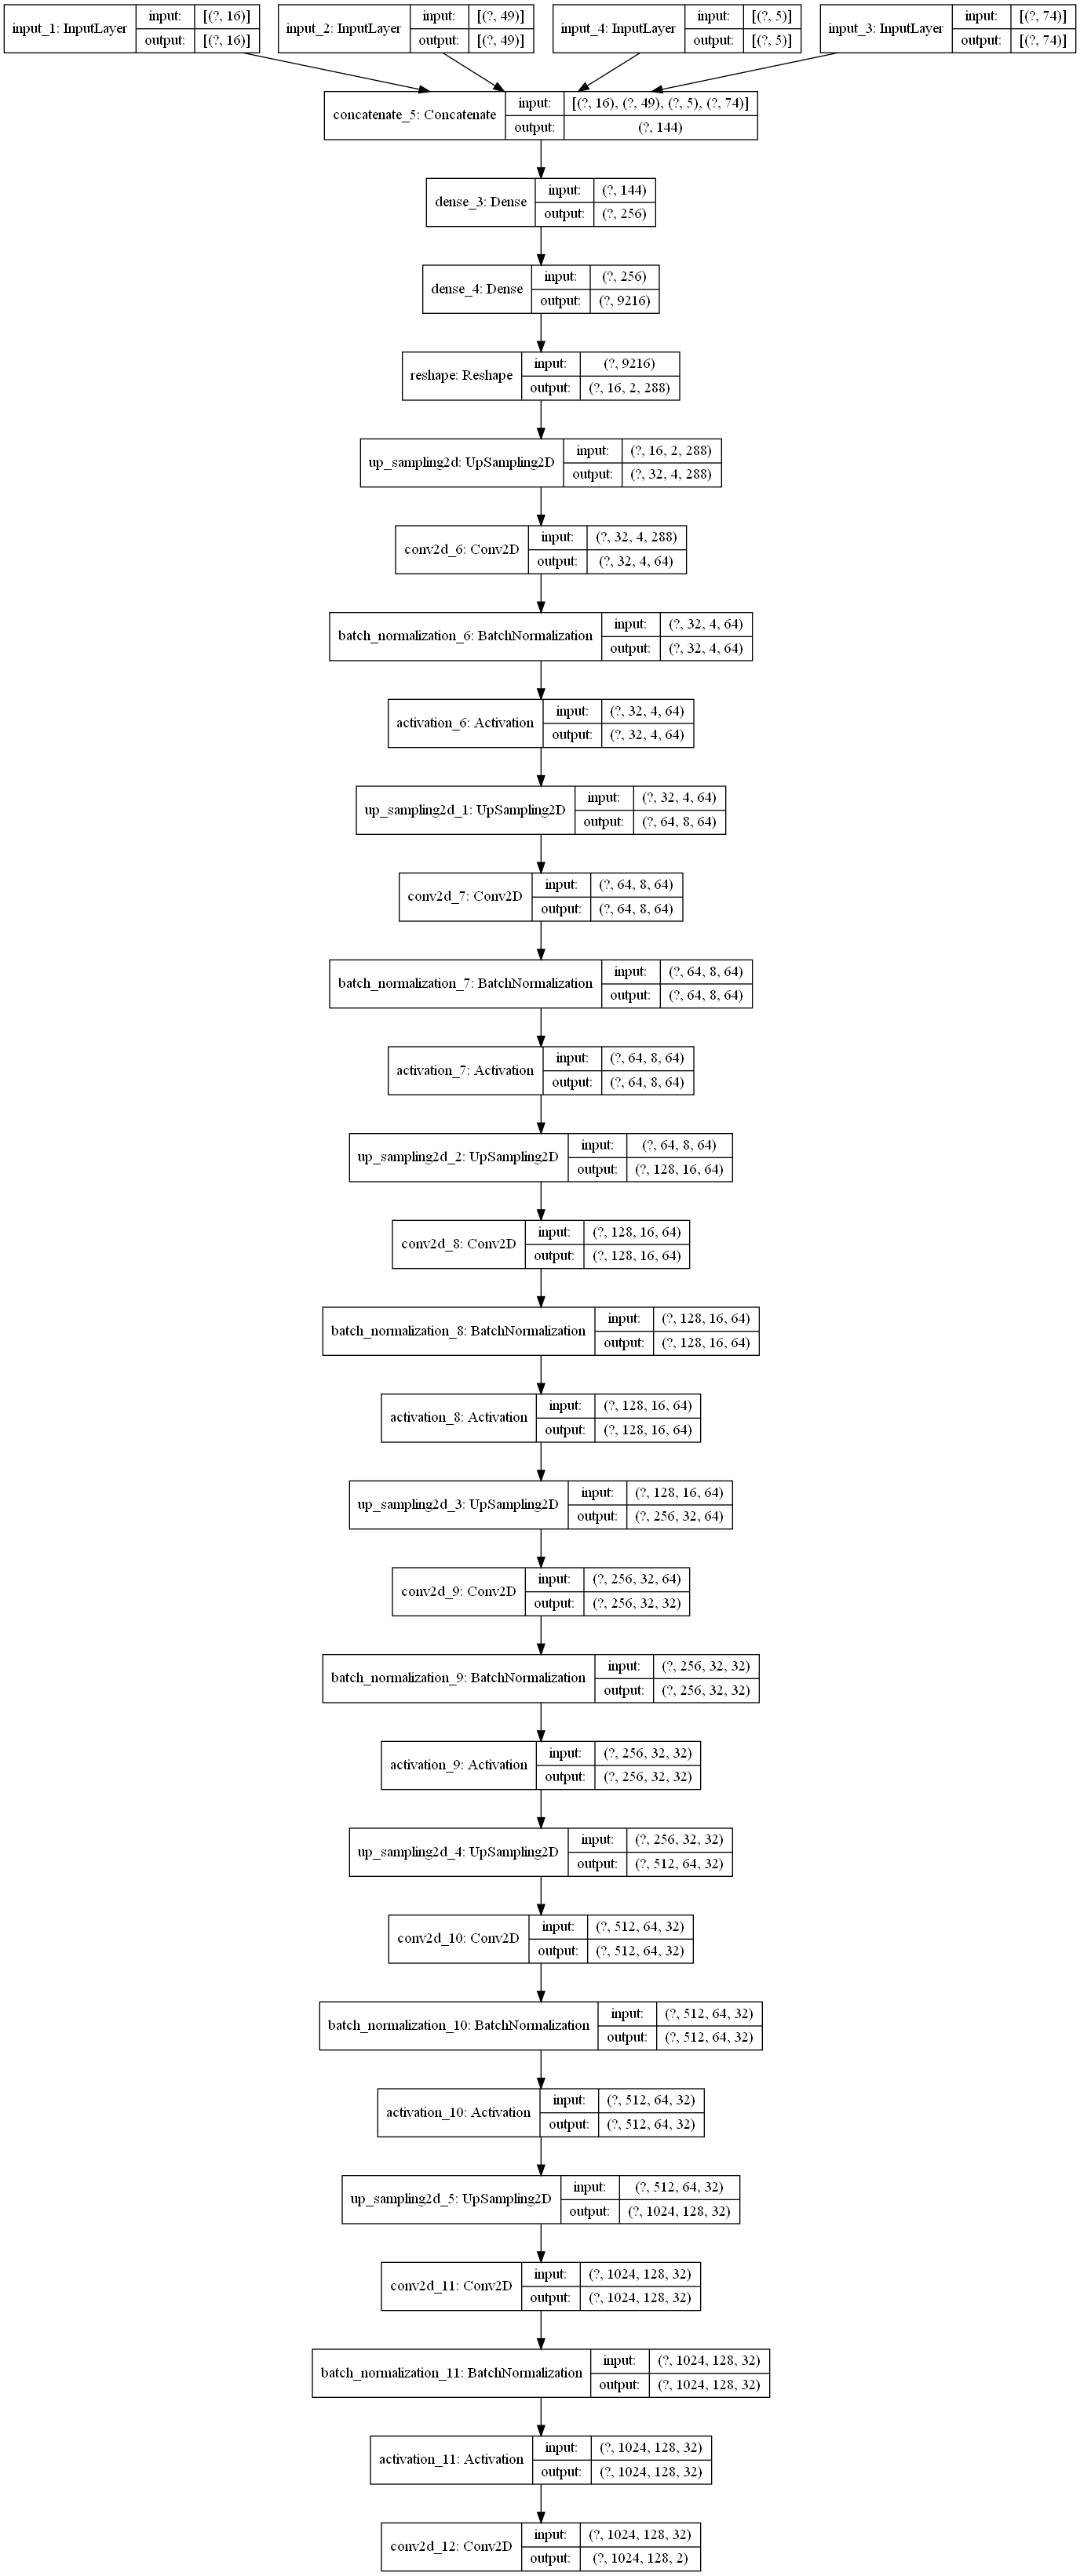 input_1: InputLayer input: [(?, 16)] output: [(?, 16)]
input_2: InputLayer input: [(?, 49)] output: [(?, 49)]
input_4: InputLayer input: [(?, 5)] output: [(?, 5)]
input_3: InputLayer input: [(?, 74)] output: [(?, 74)]
concatenate_5: Concatenate input: [(?, 16), (?, 49), (?, 5), (?, 74)] output: (?, 144)
dense_3: Dense input: (?, 144) output: (?, 256)
dense_4: Dense input: (?, 256) output: (?, 9216)
reshape: Reshape input: (?, 9216) output: (?, 16, 2, 288)
up_sampling2d: UpSampling2D input: (?, 16, 2, 288) output: (?, 32, 4, 288)
conv2d_6: Conv2D input: (?, 32, 4, 288) output: (?, 32, 4, 64)
batch_normalization_6: BatchNormalization input: (?, 32, 4, 64) output: (?, 32, 4, 64)
activation_6: Activation input: (?, 32, 4, 64) output: (?, 32, 4, 64)
up_sampling2d_1: UpSampling2D input: (?, 32, 4, 64) output: (?, 64, 8, 64)
conv2d_7: Conv2D input: (?, 64, 8, 64) output: (?, 64, 8, 64)
batch_normalization_7: BatchNormalization input: (?, 64, 8, 64) output: (?, 64, 8, 64)
activation_7: Activation input: (?, 64, 8, 64) output: (?, 64, 8, 64)
up_sampling2d_2: UpSampling2D input: (?, 64, 8, 64) output: (?, 128, 16, 64)
conv2d_8: Conv2D input: (?, 128, 16, 64) output: (?, 128, 16, 64)
batch_normalization_8: BatchNormalization input: (?, 128, 16, 64) output: (?, 128, 16, 64)
activation_8: Activation input: (?, 128, 16, 64) output: (?, 128, 16, 64)
up_sampling2d_3: UpSampling2D input: (?, 128, 16, 64) output: (?, 256, 32, 64)
conv2d_9: Conv2D input: (?, 256, 32, 64) output: (?, 256, 32, 32)
batch_normalization_9: BatchNormalization input: (?, 256, 32, 32) output: (?, 256, 32, 32)
activation_9: Activation input: (?, 256, 32, 32) output: (?, 256, 32, 32)
up_sampling2d_4: UpSampling2D input: (?, 256, 32, 32) output: (?, 512, 64, 32)
conv2d_10: Conv2D input: (?, 512, 64, 32) output: (?, 512, 64, 32)
batch_normalization_10: BatchNormalization input: (?, 512, 64, 32) output: (?, 512, 64, 32)
activation_10: Activation input: (?, 512, 64, 32) output: (?, 512, 64, 32)
up_sampling2d_5: UpSampling2D input: (?, 512, 64, 32) output: (?, 1024, 128, 32)
conv2d_11: Conv2D input: (?, 1024, 128, 32) output: (?, 1024, 128, 32)
batch_normalization_11: BatchNormalization input: (?, 1024, 128, 32) output: (?, 1024, 128, 32)
activation_11: Activation input: (?, 1024, 128, 32) output: (?, 1024, 128, 32)
conv2d_12: Conv2D input: (?, 1024, 128, 32) output: (?, 1024, 128, 2)